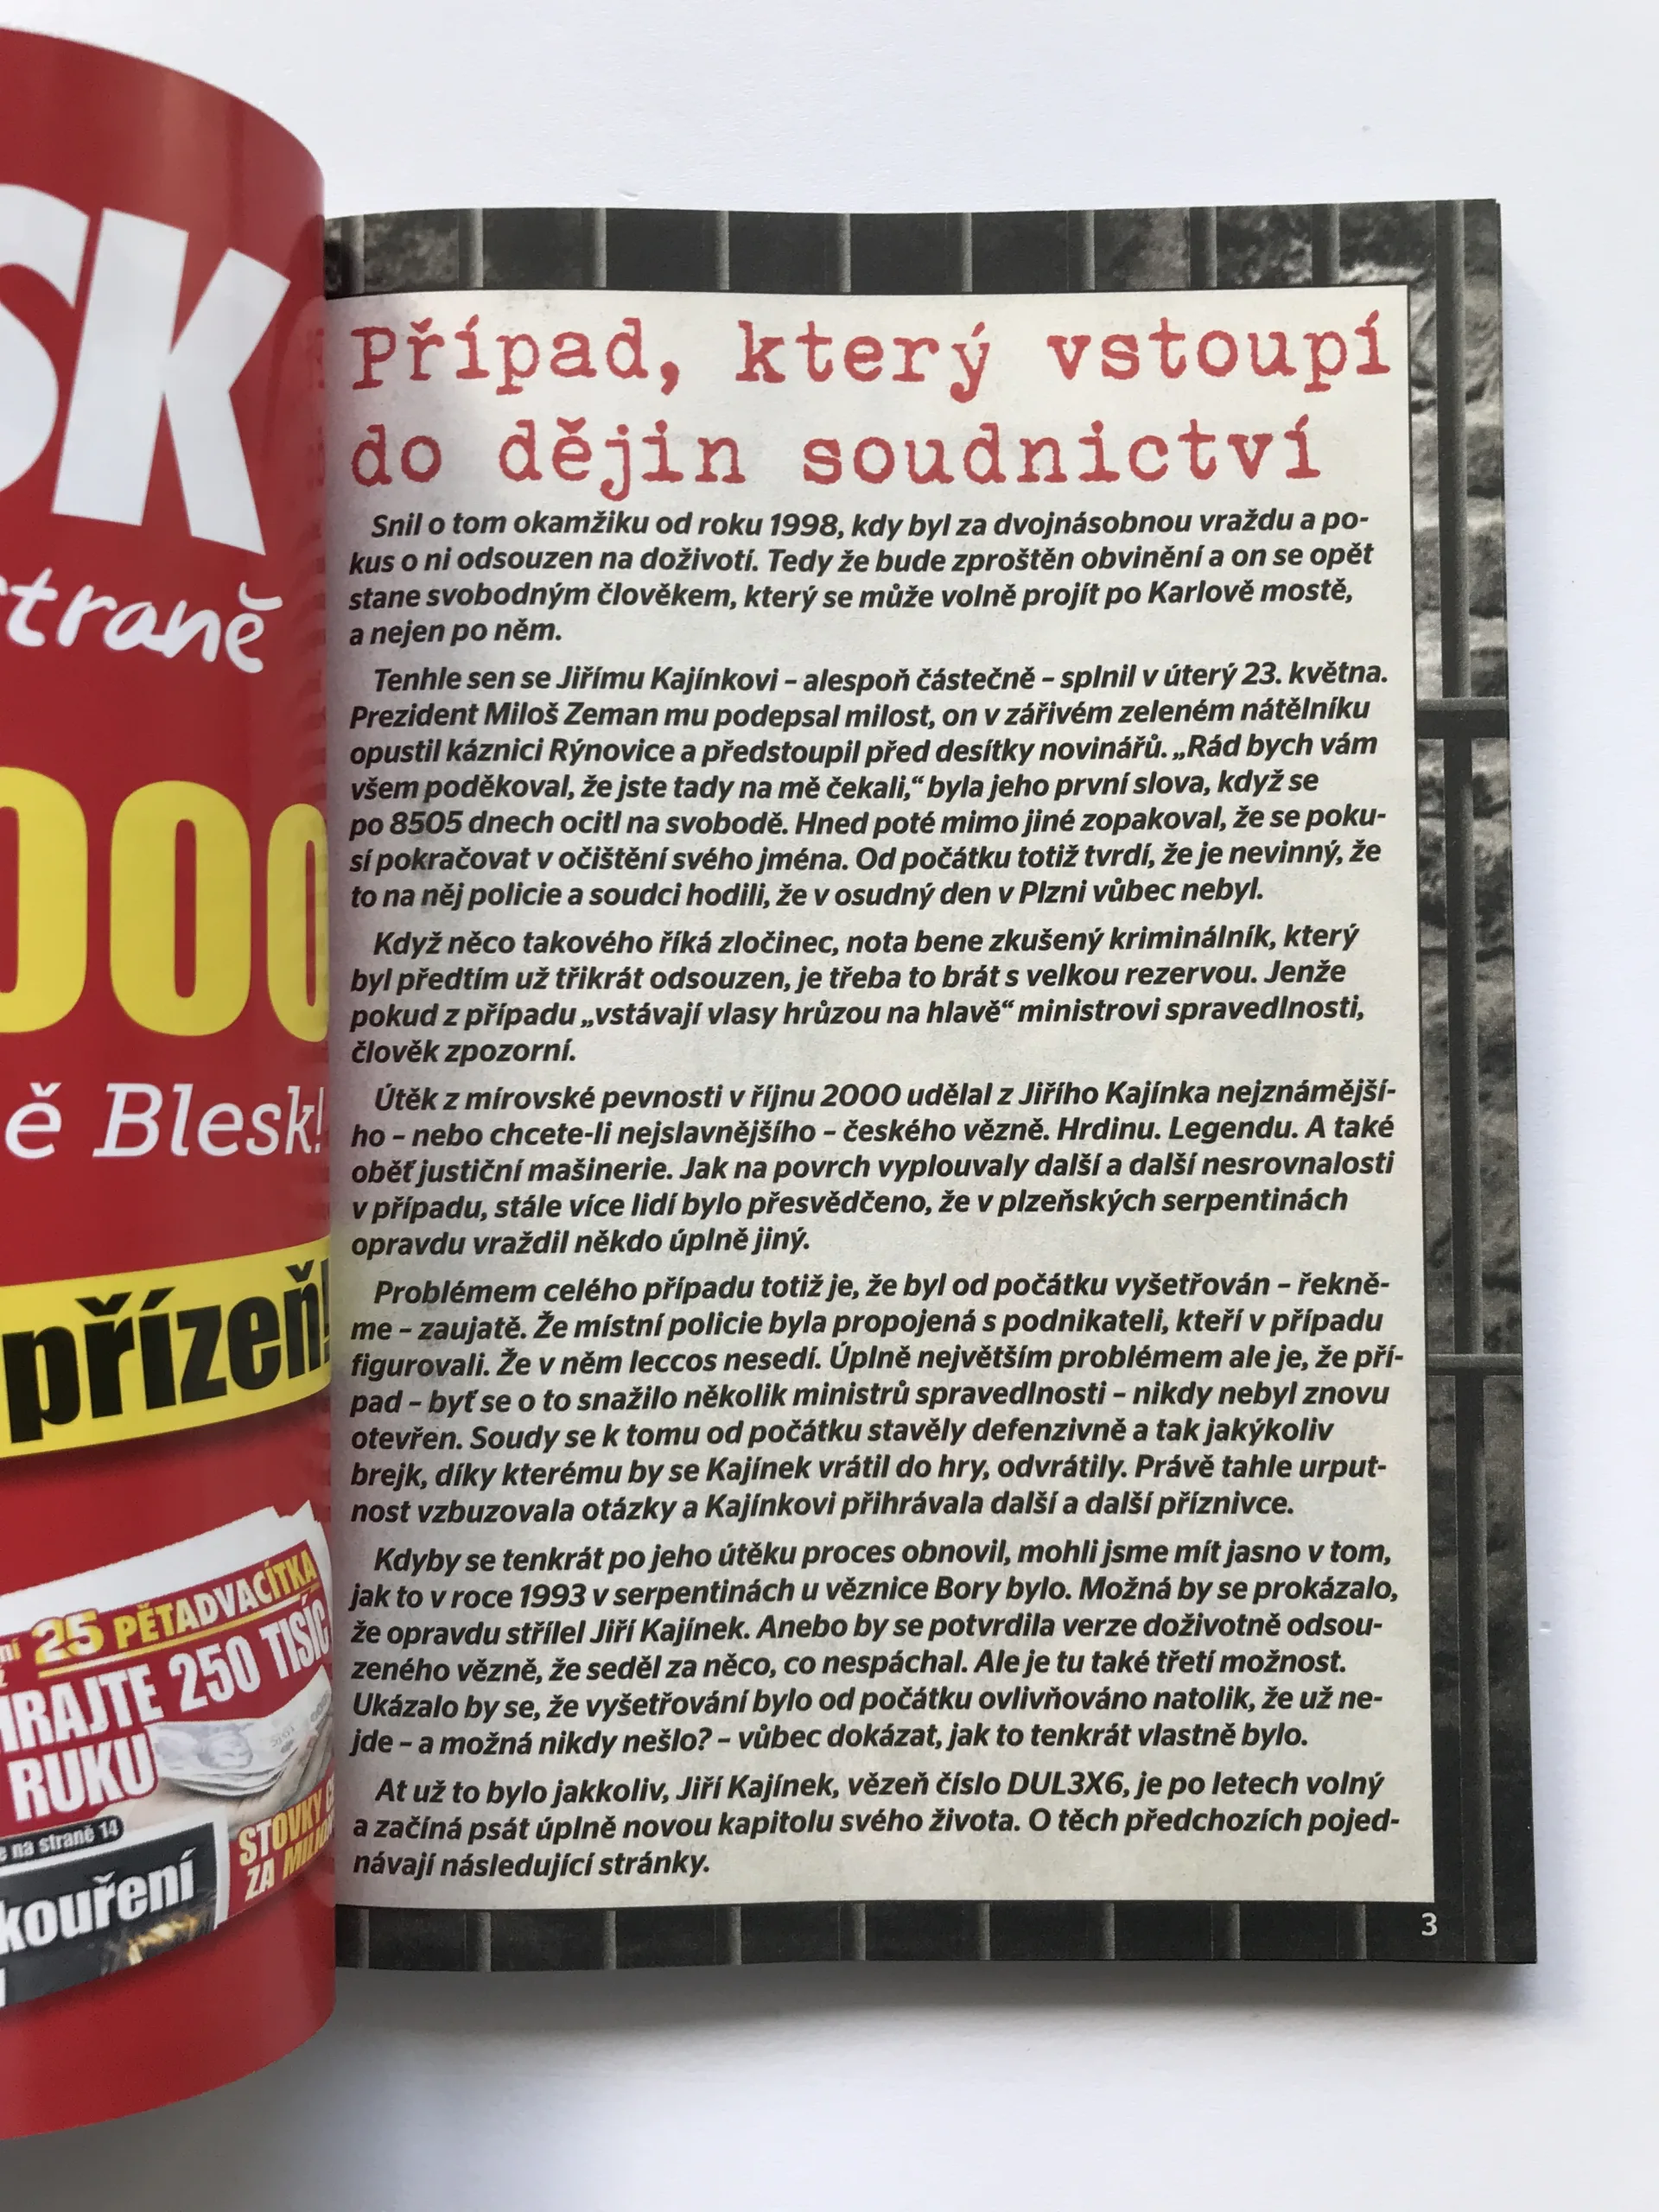 SK
straně
000
ě Blesk!
přízeň!
25 PĚTADVACÍTKA
HRAJTE 250 TISÍC
RUKU
STOVKY
ZA
e na straně 14
kouření
Případ, který vstoupí
do dějin soudnictví
Snil o tom okamžiku od roku 1998, kdy byl za dvojnásobnou vraždu a po-
kus o ni odsouzen na doživotí. Tedy že bude zproštěn obvinění a on se opět
stane svobodným člověkem, který se může volně projít po Karlově mostě,
a nejen po něm.
Tenhle sen se Jiřímu Kajínkovi – alespoň částečně – splnil v úterý 23. května.
Prezident Miloš Zeman mu podepsal milost, on v zářivém zeleném nátělníku
opustil káznici Rýnovice a předstoupil před desítky novinářů. „Rád bych vám
všem poděkoval, že jste tady na mě čekali,“ byla jeho první slova, když se
po 8505 dnech ocitl na svobodě. Hned poté mimo jiné zopakoval, že se poku-
sí pokračovat v očištění svého jména. Od počátku totiž tvrdí, že je nevinný, že
to na něj policie a soudci hodili, že v osudný den v Plzni vůbec nebyl.
Když něco takového říká zločinec, nota bene zkušený kriminálník, který
byl předtím už třikrát odsouzen, je třeba to brát s velkou rezervou. Jenže
pokud z případu „vstávají vlasy hrůzou na hlavě“ ministrovi spravedlnosti,
člověk zpozorní.
Útěk z mírovské pevnosti v říjnu 2000 udělal z Jiřího Kajínka nejznámější-
ho – nebo chcete-li nejslavnějšího – českého vězně. Hrdinu. Legendu. A také
oběť justiční mašinerie. Jak na povrch vyplouvaly další a další nesrovnalosti
v případu, stále více lidí bylo přesvědčeno, že v plzeňských serpentinách
opravdu vraždil někdo úplně jiný.
Problémem celého případu totiž je, že byl od počátku vyšetřován – řekně-
me – zaujatě. Že místní policie byla propojená s podnikateli, kteří v případu
figurovali. Že v něm leccos nesedí. Úplně největším problémem ale je, že pří-
pad – byť se o to snažilo několik ministrů spravedlnosti – nikdy nebyl znovu
otevřen. Soudy se k tomu od počátku stavěly defenzivně a tak jakýkoliv
brejk, díky kterému by se Kajínek vrátil do hry, odvrátily. Právě tahle urput-
nost vzbuzovala otázky a Kajínkovi přihrávala další a další příznivce.
Kdyby se tenkrát po jeho útěku proces obnovil, mohli jsme mít jasno v tom,
jak to v roce 1993 v serpentinách u věznice Bory bylo. Možná by se prokázalo,
že opravdu střílel Jiří Kajínek. Anebo by se potvrdila verze doživotně odsou-
zeného vězně, že seděl za něco, co nespáchal. Ale je tu také třetí možnost.
Ukázalo by se, že vyšetřování bylo od počátku ovlivňováno natolik, že už ne-
jde – a možná nikdy nešlo? – vůbec dokázat, jak to tenkrát vlastně bylo.
At už to bylo jakkoliv, Jiří Kajínek, vězeň číslo DUL3X6, je po letech volný
a začíná psát úplně novou kapitolu svého života. O těch předchozích pojed-
návají následující stránky.
3